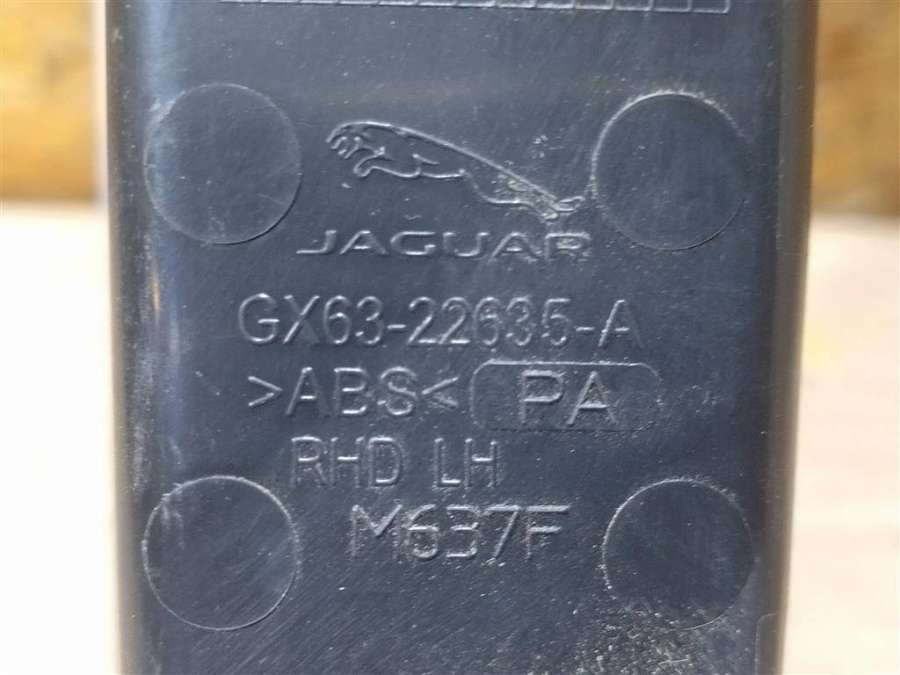 JAGUAR
GX63-22635-A
>ABS< PA
RHD LH
M637F